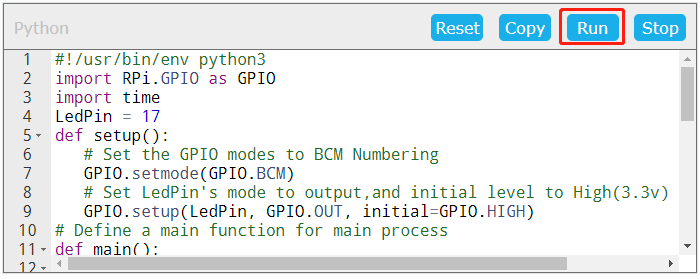 Python Reset Copy Run Stop
1 #!/usr/bin/env python3
2 import RPi.GPIO as GPIO
3 import time
4 LedPin = 17
5 def setup():
6 # Set the GPIO modes to BCM Numbering
7 GPIO.setmode(GPIO.BCM)
8 # Set LedPin's mode to output,and initial level to High(3.3v)
9 GPIO.setup(LedPin, GPIO.OUT, initial=GPIO.HIGH)
10 # Define a main function for main process
11 def main():
12